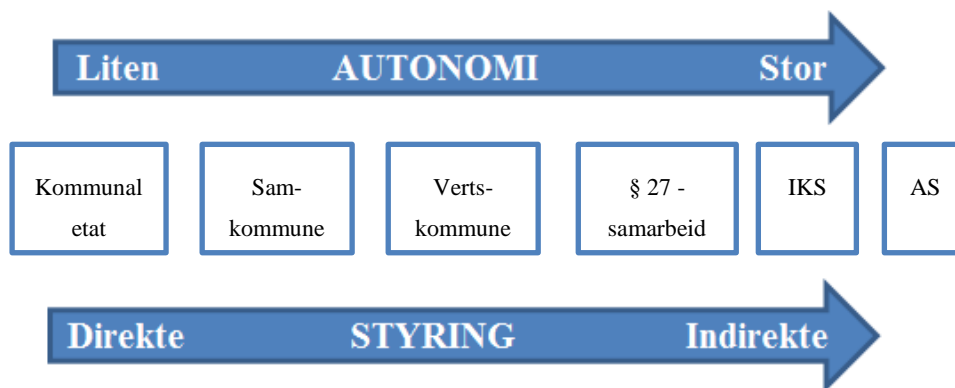 Liten AUTONOMI Stor
Kommunal
etat
Sam-
kommune
Verts-
kommune
§ 27 -
samarbeid
IKS
AS
Direkte STYRING Indirekte